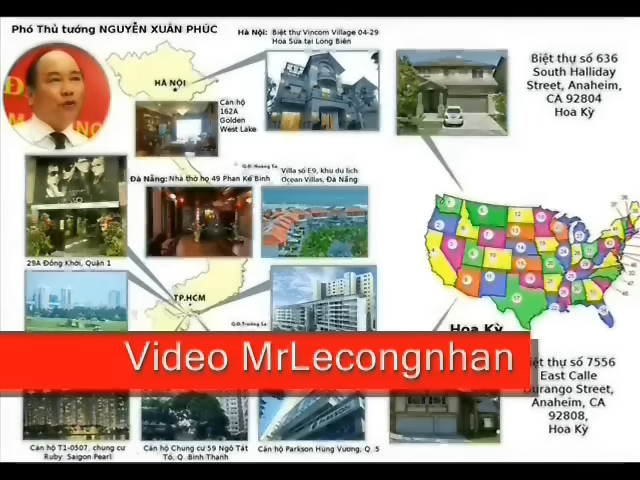 Phó Thủ tướng NGUYỄN XUÂN PHÚC
Hà Nội: Biệt thự Vincom Village 04-29
Hoa Sữa tại Long Biên
Biệt thự số 636
South Halliday
Street, Anaheim,
CA 92804
Hoa Kỳ
HÀ NỘI
Căn hộ
162A
Golden
West Lake
Q.Đ. Hoàng Sa
Đà Nẵng: Nhà thờ họ 49 Phan Kế Bính
Villa số E9, khu du lịch
Ocean Villas, Đà Nẵng
29A Đồng Khởi, Quận 1
TP.HCM
Q.Đ.Trường Sa
Hoa Kỳ
Video MrLecongnhan
thự số 7556
East Calle
Durango Street,
Anaheim, CA
92808,
Hoa Kỳ
Căn hộ T1-0507, chung cư
Ruby, Saigon Pearl
Căn hộ Chung cư 59 Ngô Tất
Tố, Q. Bình Thạnh
Căn hộ Parkson Hùng Vương, Q. 5